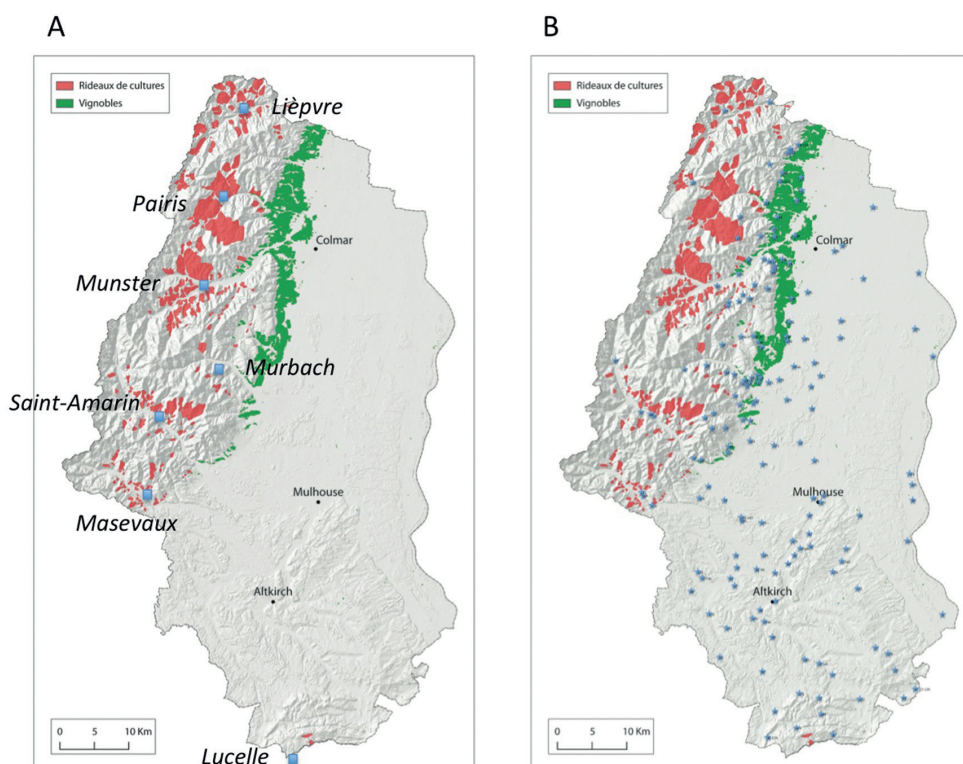 A
B
Rideaux de cultures
Vignobles
Lièpvre
Pairis
Colmar
Munster
Murbach
Saint-Amarin
Mulhouse
Masevaux
Altkirch
0 5 10 Km
Lucelle
Rideaux de cultures
Vignobles
Colmar
Mulhouse
Altkirch
0 5 10 Km